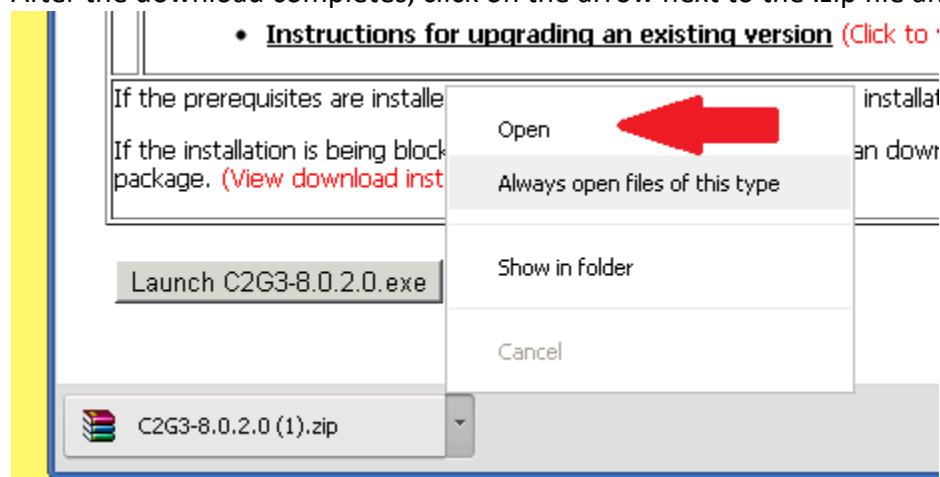 After the download completes, click on the arrow next to the .zip file an
• Instructions for upgrading an existing version (Click to
If the prerequisites are installe installat
If the installation is being block an down
package. (View download inst
Open
Always open files of this type
Show in folder
Cancel
Launch C2G3-8.0.2.0.exe
C2G3-8.0.2.0 (1).zip